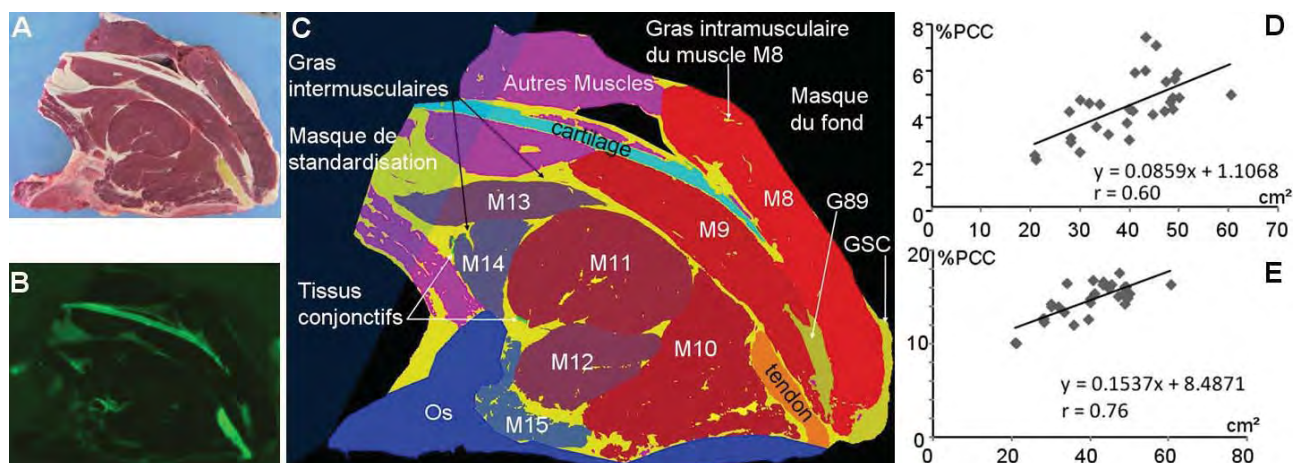 A
B
C
Gras
intermusculaires
Masque de
standardisation
Autres Muscles
Gras intramusculaire
du muscle M8
Masque
du fond
cartilage
M13
M14
M11
M9
M8
G89
GSC
Tissus
conjonctifs
M12
M10
tendon
Os
M15
D
%PCC
8
6
4
2
0
y = 0.0859x + 1.1068
r = 0.60
cm²
0 10 20 30 40 50 60 70
E
%PCC
20
10
0
y = 0.1537x + 8.4871
r = 0.76
cm²
0 20 40 60 80